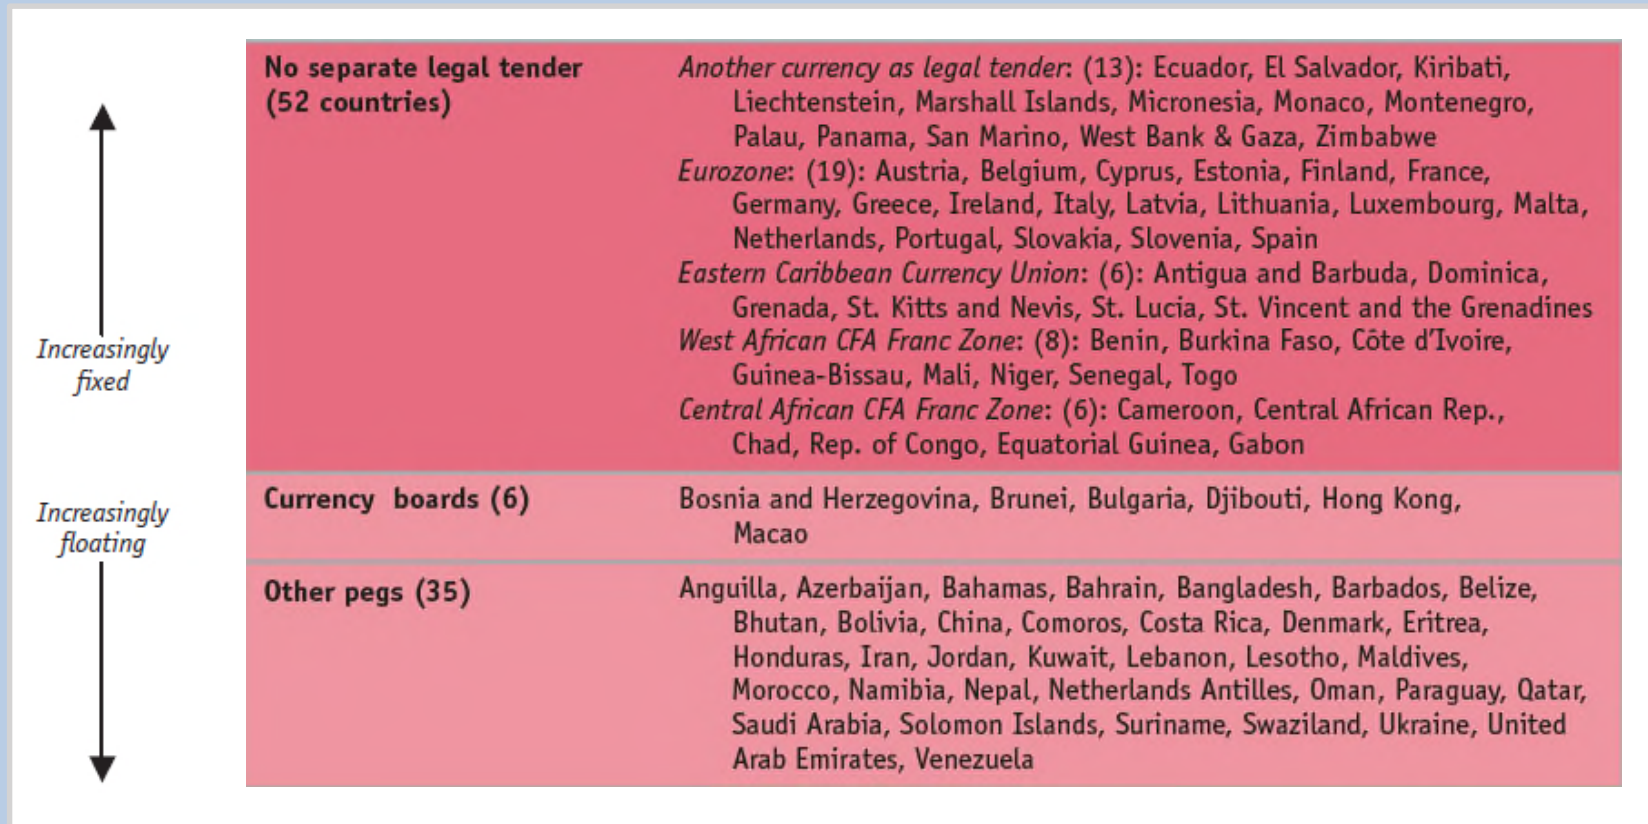 Increasingly
fixed
Increasingly
floating
No separate legal tender
(52 countries)
Another currency as legal tender: (13): Ecuador, El Salvador, Kiribati,
Liechtenstein, Marshall Islands, Micronesia, Monaco, Montenegro,
Palau, Panama, San Marino, West Bank & Gaza, Zimbabwe
Eurozone: (19): Austria, Belgium, Cyprus, Estonia, Finland, France,
Germany, Greece, Ireland, Italy, Latvia, Lithuania, Luxembourg, Malta,
Netherlands, Portugal, Slovakia, Slovenia, Spain
Eastern Caribbean Currency Union: (6): Antigua and Barbuda, Dominica,
Grenada, St. Kitts and Nevis, St. Lucia, St. Vincent and the Grenadines
West African CFA Franc Zone: (8): Benin, Burkina Faso, Côte d'Ivoire,
Guinea-Bissau, Mali, Niger, Senegal, Togo
Central African CFA Franc Zone: (6): Cameroon, Central African Rep.,
Chad, Rep. of Congo, Equatorial Guinea, Gabon
Currency boards (6)
Bosnia and Herzegovina, Brunei, Bulgaria, Djibouti, Hong Kong,
Macao
Other pegs (35)
Anguilla, Azerbaijan, Bahamas, Bahrain, Bangladesh, Barbados, Belize,
Bhutan, Bolivia, China, Comoros, Costa Rica, Denmark, Eritrea,
Honduras, Iran, Jordan, Kuwait, Lebanon, Lesotho, Maldives,
Morocco, Namibia, Nepal, Netherlands Antilles, Oman, Paraguay, Qatar,
Saudi Arabia, Solomon Islands, Suriname, Swaziland, Ukraine, United
Arab Emirates, Venezuela